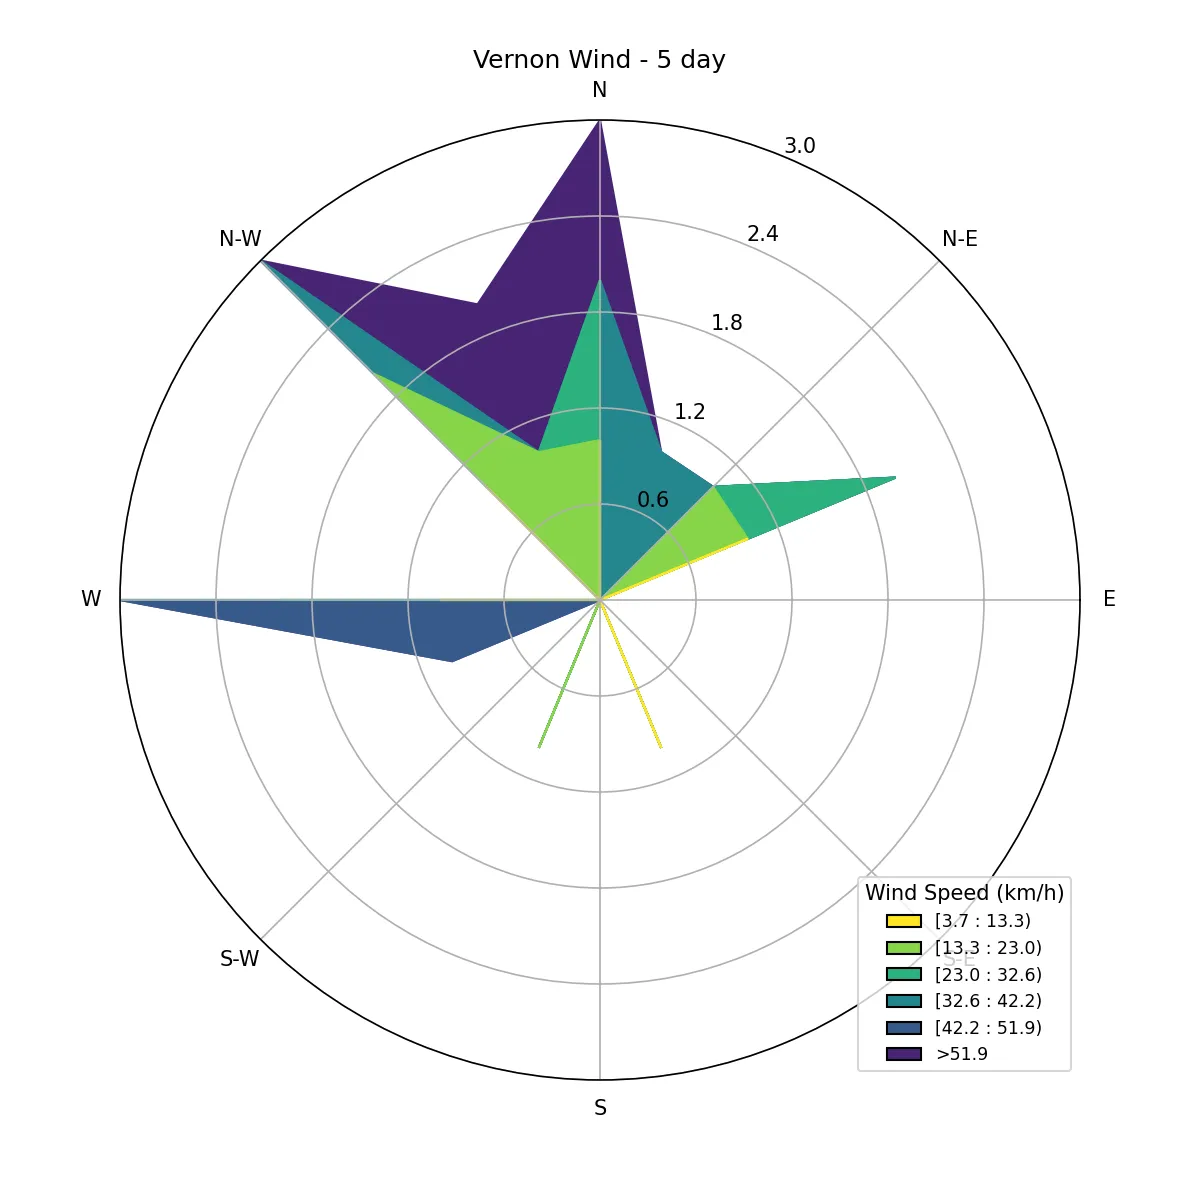 Vernon Wind - 5 day
N
3.0
N-W
2.4
N-E
1.8
1.2
0.6
W
E
Wind Speed (km/h)
[3.7 : 13.3)
[13.3 : 23.0)
S-W
S-E
[23.0 : 32.6)
[32.6 : 42.2)
[42.2 : 51.9)
>51.9
S